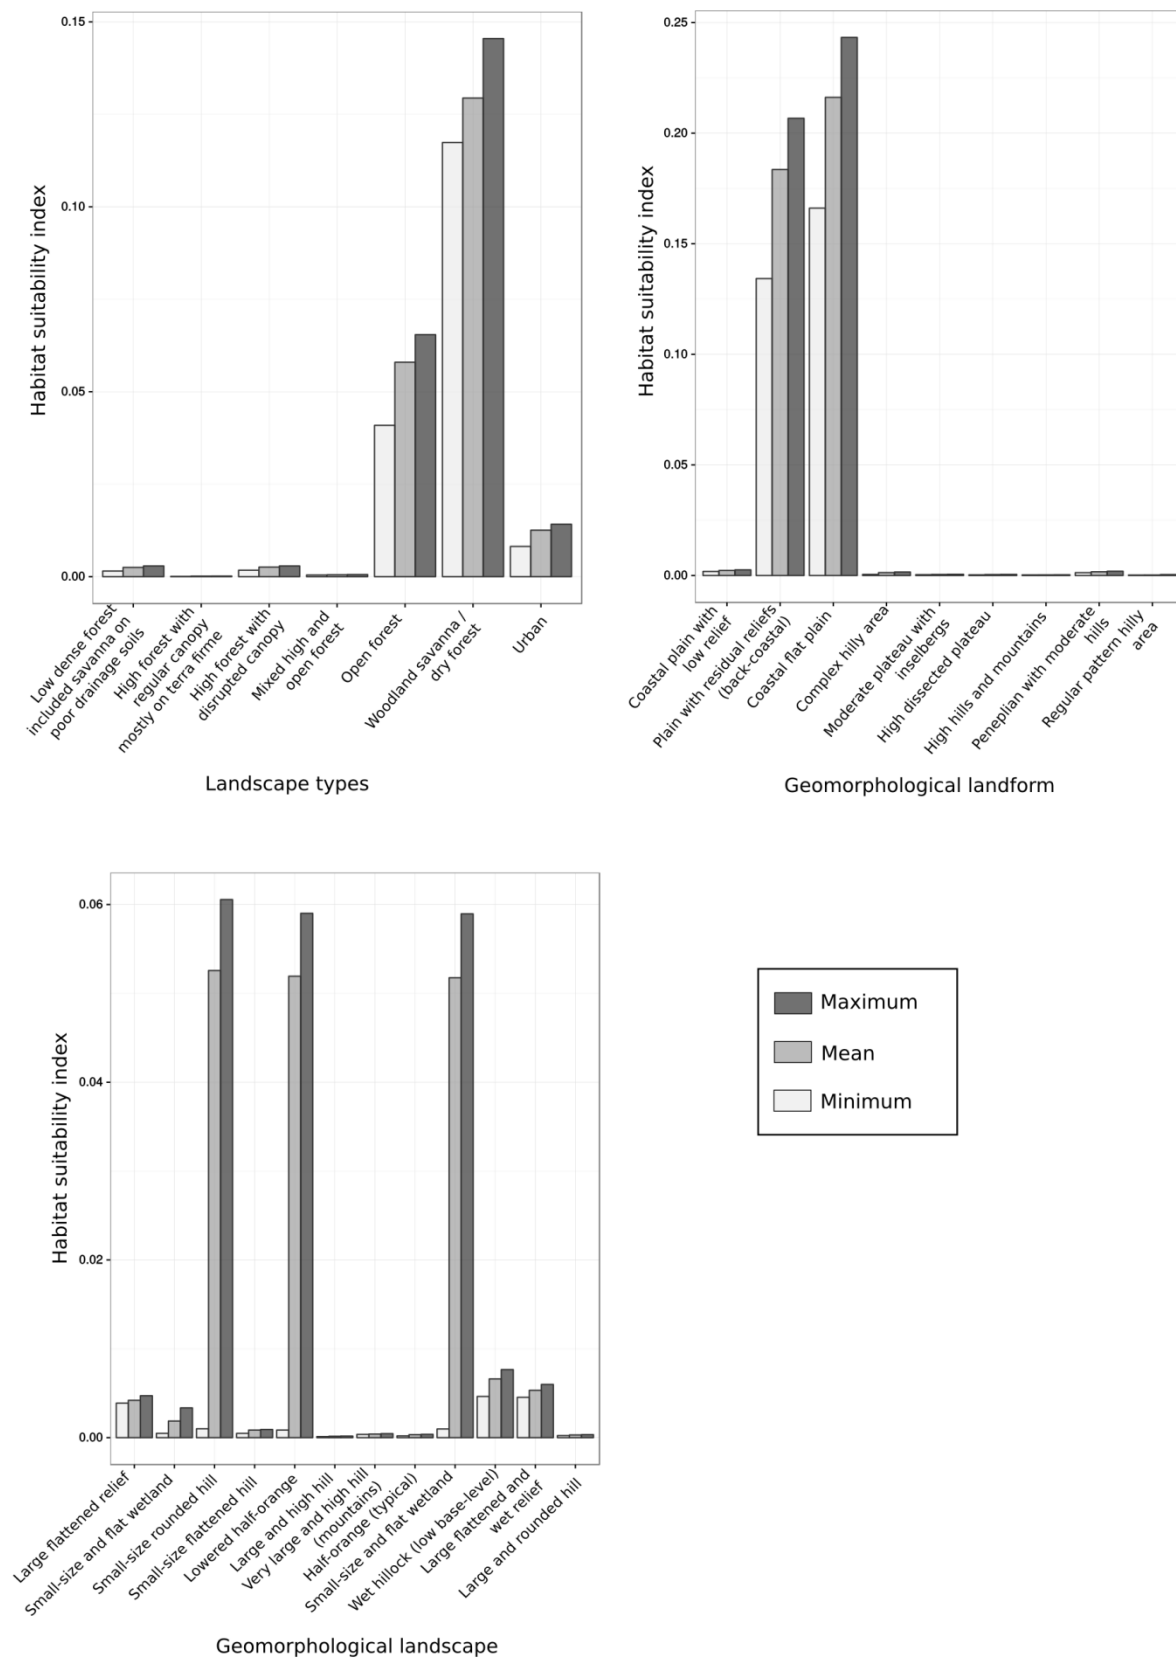 0.15
0.10
0.05
0.00
Habitat suitability index
Low dense forest
included savanna on
poor drainage soils
High forest with
regular canopy
mostly on terra firme
High forest with
disrupted canopy
Mixed high and
open forest
Open forest
Woodland savanna /
dry forest
Urban
Landscape types
0.25
0.20
0.15
0.10
0.05
0.00
Habitat suitability index
Coastal plain with
low relief
Plain with residual reliefs
(back-coastal)
Coastal flat plain
Complex hilly area
Moderate plateau with
inselbergs
High dissected plateau
High hills and mountains
Peneplian with moderate
hills
Regular pattern hilly
area
Geomorphological landform
0.06
0.04
0.02
0.00
Habitat suitability index
Large flattened relief
Small-size and flat wetland
Small-size rounded hill
Small-size flattened hill
Lowered half-orange
Large and high hill
Very large and high hill
(mountains)
Half-orange (typical)
Small-size and flat wetland
Wet hillock (low base-level)
Large flattened and
wet relief
Large and rounded hill
Geomorphological landscape
Maximum
Mean
Minimum